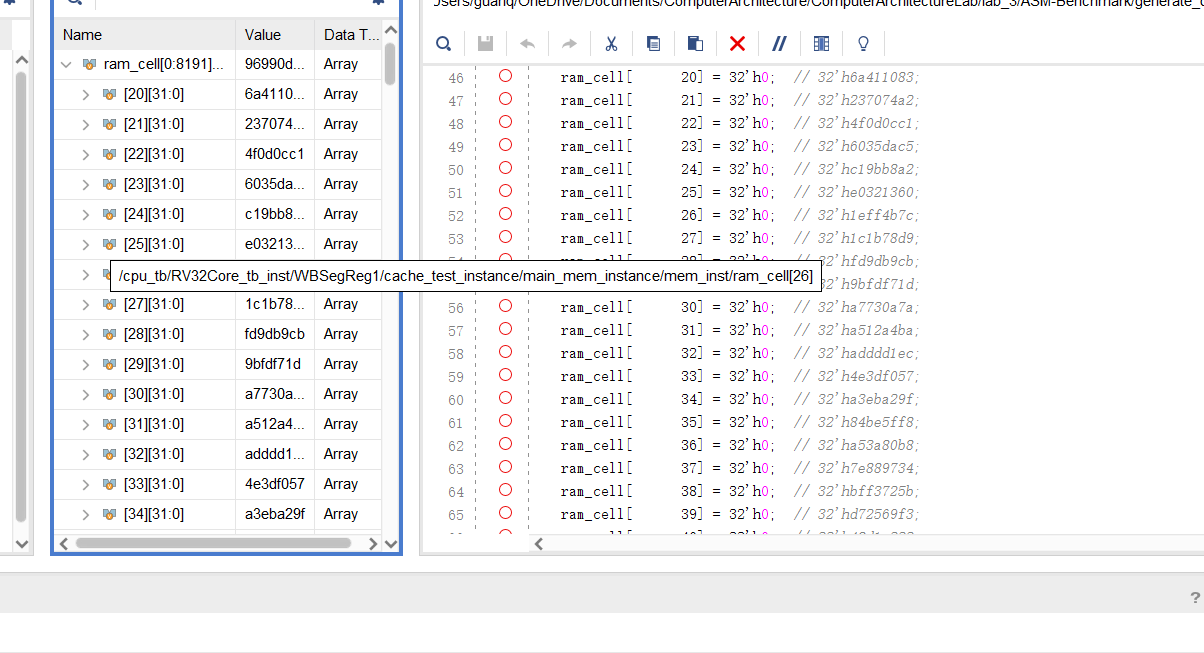 Users/guanq/OneDrive/Documents/ComputerArchitecture/ComputerArchitectureLab/lab_3/ASM-Benchmark/generate_
Name Value Data T...
ram_cell[0:8191]... 96990d... Array
[20][31:0] 6a4110... Array
[21][31:0] 237074... Array
[22][31:0] 4f0d0cc1 Array
[23][31:0] 6035da... Array
[24][31:0] c19bb8... Array
[25][31:0] e03213... Array
/cpu_tb/RV32Core_tb_inst/WBSegReg1/cache_test_instance/main_mem_instance/mem_inst/ram_cell[26]
[27][31:0] 1c1b78... Array
[28][31:0] fd9db9cb Array
[29][31:0] 9bfdf71d Array
[30][31:0] a7730a... Array
[31][31:0] a512a4... Array
[32][31:0] adddd1... Array
[33][31:0] 4e3df057 Array
[34][31:0] a3eba29f Array
46 ram_cell[ 20] = 32'h0; // 32'h6a411083;
47 ram_cell[ 21] = 32'h0; // 32'h237074a2;
48 ram_cell[ 22] = 32'h0; // 32'h4f0d0cc1;
49 ram_cell[ 23] = 32'h0; // 32'h6035dac5;
50 ram_cell[ 24] = 32'h0; // 32'hc19bb8a2;
51 ram_cell[ 25] = 32'h0; // 32'he0321360;
52 ram_cell[ 26] = 32'h0; // 32'h1eff4b7c;
53 ram_cell[ 27] = 32'h0; // 32'h1c1b78d9;
32'hfd9db9cb;
32'h9bfdf71d;
56 ram_cell[ 30] = 32'h0; // 32'ha7730a7a;
57 ram_cell[ 31] = 32'h0; // 32'ha512a4ba;
58 ram_cell[ 32] = 32'h0; // 32'hadddd1ec;
59 ram_cell[ 33] = 32'h0; // 32'h4e3df057;
60 ram_cell[ 34] = 32'h0; // 32'ha3eba29f;
61 ram_cell[ 35] = 32'h0; // 32'h84be5ff8;
62 ram_cell[ 36] = 32'h0; // 32'ha53a80b8;
63 ram_cell[ 37] = 32'h0; // 32'h7e889734;
64 ram_cell[ 38] = 32'h0; // 32'hbff3725b;
65 ram_cell[ 39] = 32'h0; // 32'hd72569f3;
?